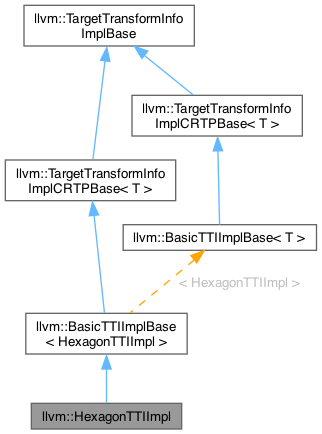 llvm::TargetTransformInfo
ImplBase
llvm::TargetTransformInfo
ImplCRTPBase< T >
llvm::TargetTransformInfo
ImplCRTPBase< T >
llvm::BasicTTIImplBase< T >
< HexagonTTIImpl >
llvm::BasicTTIImplBase
< HexagonTTIImpl >
llvm::HexagonTTIImpl